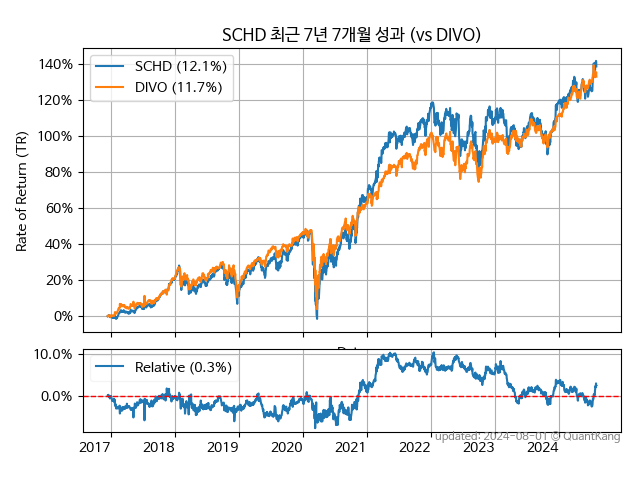 SCHD 최근 7년 7개월 성과 (vs DIVO)
SCHD (12.1%)
DIVO (11.7%)
Rate of Return (TR)
140%
120%
100%
80%
60%
40%
20%
0%
Relative (0.3%)
10.0%
0.0%
2017 2018 2019 2020 2021 2022 2023 2024
updated: 2024-08-01 © QuantKang